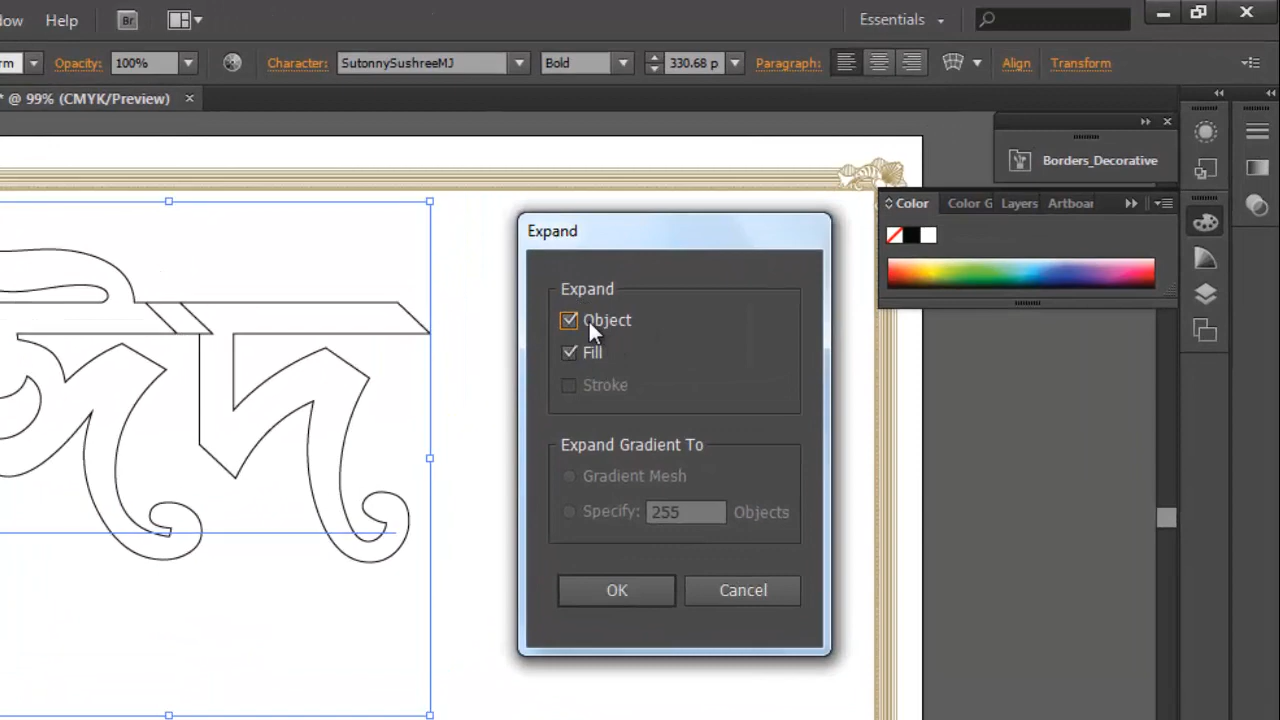 ow Help Br Essentials
rm Opacity: 100% Character: SutonnySushreeMJ Bold 330.68 p Paragraph: Align Transform
* @ 99% (CMYK/Preview) ×
Borders_Decorative
Color Color G Layers Artboar
Expand
Expand
Object
Fill
Stroke
Expand Gradient To
Gradient Mesh
Specify: 255 Objects
OK Cancel